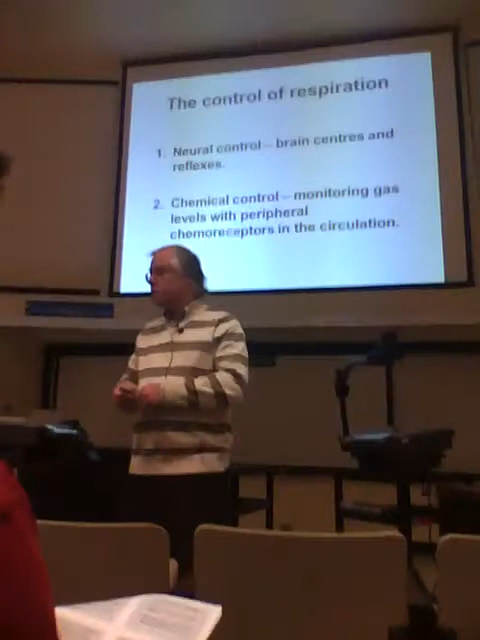 The control of respiration
1. Neural control – brain centres and
reflexes.
2. Chemical control – monitoring gas
levels with peripheral
chemoreceptors in the circulation.